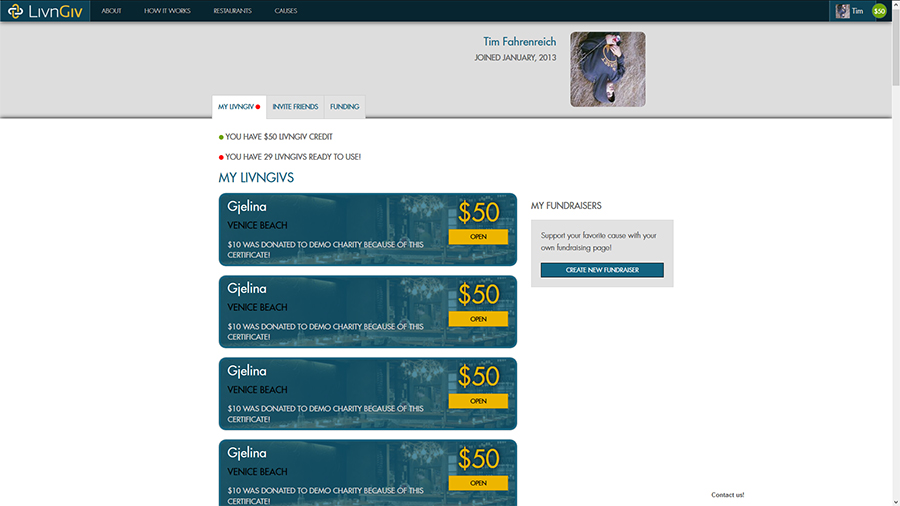 LivnGiv
ABOUT
HOW IT WORKS
RESTAURANTS
CAUSES
Tim
$50
Tim Fahrenreich
JOINED JANUARY, 2013
MY LIVNGIV
INVITE FRIENDS
FUNDING
YOU HAVE $50 LIVNGIV CREDIT
YOU HAVE 29 LIVNGIVS READY TO USE!
MY LIVNGIVS
Gjelina
VENICE BEACH
$10 WAS DONATED TO DEMO CHARITY BECAUSE OF THIS
CERTIFICATE!
$50
OPEN
Gjelina
VENICE BEACH
$10 WAS DONATED TO DEMO CHARITY BECAUSE OF THIS
CERTIFICATE!
$50
OPEN
Gjelina
VENICE BEACH
$10 WAS DONATED TO DEMO CHARITY BECAUSE OF THIS
CERTIFICATE!
$50
OPEN
Gjelina
VENICE BEACH
$10 WAS DONATED TO DEMO CHARITY BECAUSE OF THIS
CERTIFICATE!
$50
OPEN
MY FUNDRAISERS
Support your favorite cause with your
own fundraising page!
CREATE NEW FUNDRAISER
Contact us!